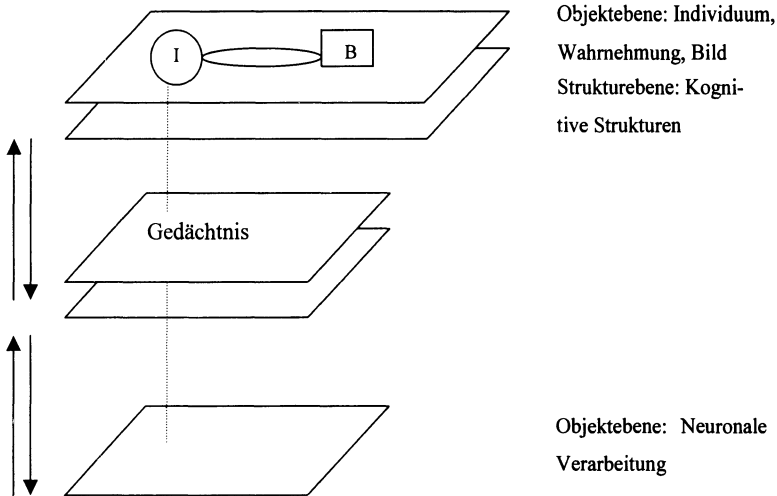 Objektebene: Individuum,
I
B
Wahrnehmung, Bild
Strukturebene: Kogni-
tive Strukturen
Gedächtnis
Objektebene: Neuronale
Verarbeitung